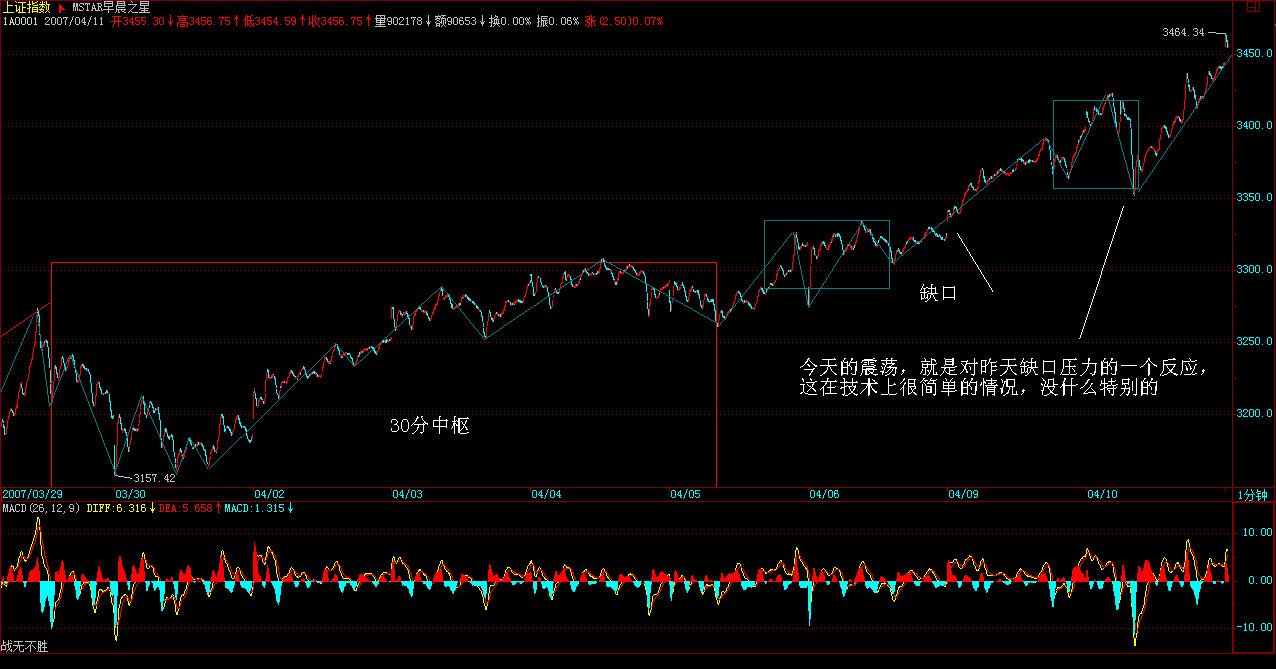 上证指数 MSTAR早晨之星
1A0001 2007/04/11 开3455.30↓高3458.75↑低3454.59↑收3458.75↑量902178↓额90653↓换0.00% 振0.06% 涨(2.50)0.07%
3464.34
3450.0
3400.0
3350.0
3300.0
缺口
3250.0
今天的震荡，就是对昨天缺口压力的一个反应，
这在技术上很简单的情况，没什么特别的
3200.0
30分中枢
3157.42
2007/03/29 03/30 04/02 04/03 04/04 04/05 04/06 04/09 04/10 1分钟
MACD(26,12,9) DIFF:6.316↓DEA:5.658↑MACD:1.315↓
10.00
0.00
-10.00
战无不胜